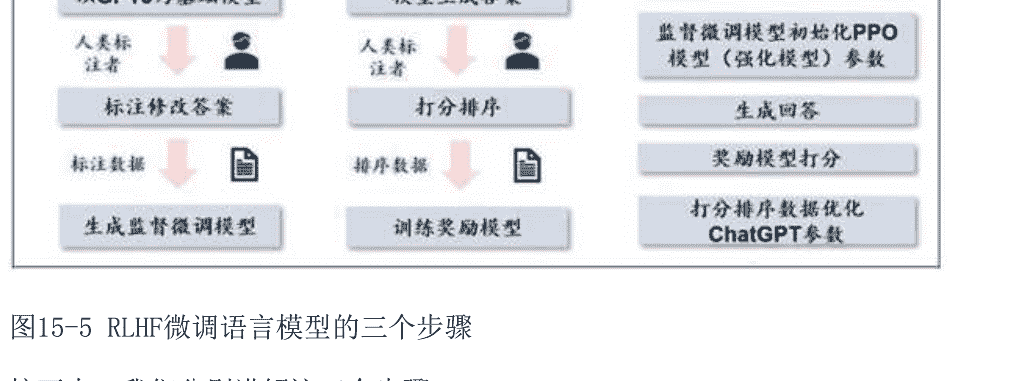 人类标
注者
标注修改答案
标注数据
生成监督微调模型
人类标
注者
打分排序
排序数据
训练奖励模型
监督微调模型初始化PPO
模型（强化模型）参数
生成回答
奖励模型打分
打分排序数据优化
ChatGPT参数
图15-5 RLHF微调语言模型的三个步骤